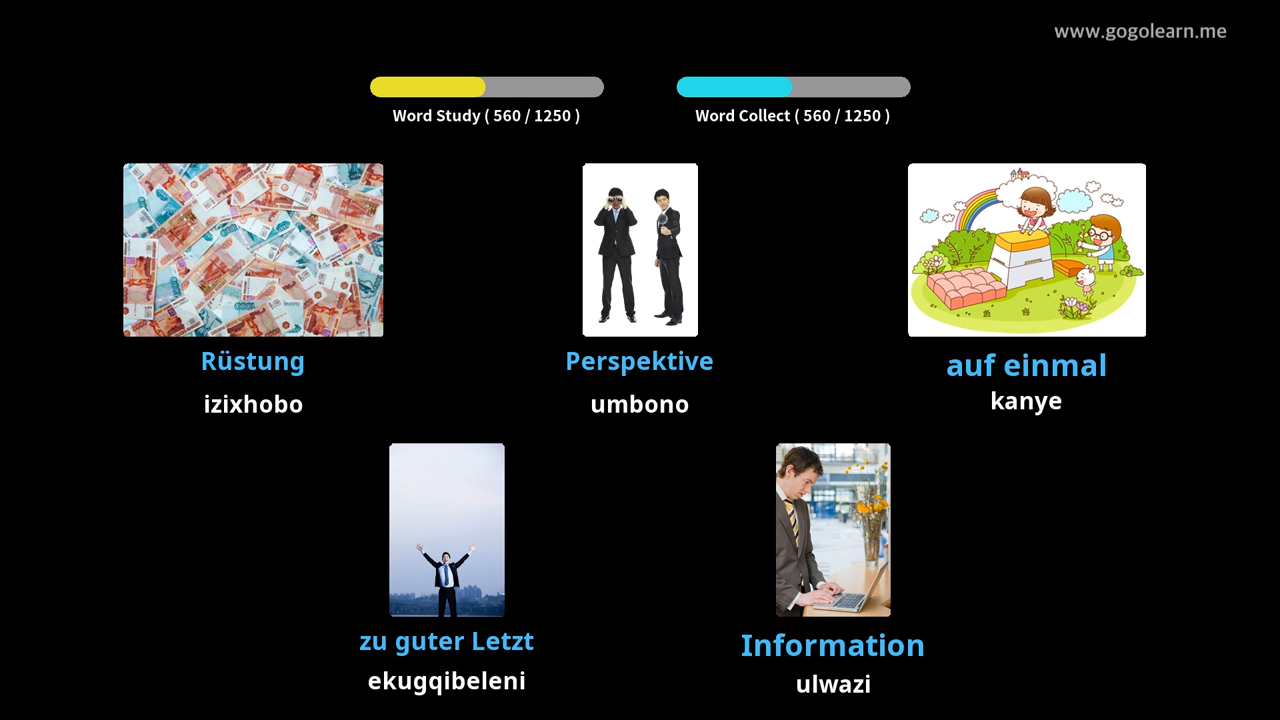 www.gogolearn.me
Word Study ( 560 / 1250 )
Word Collect ( 560 / 1250 )
Rüstung
izixhobo
Perspektive
umbono
auf einmal
kanye
zu guter Letzt
ekugqibeleni
Information
ulwazi